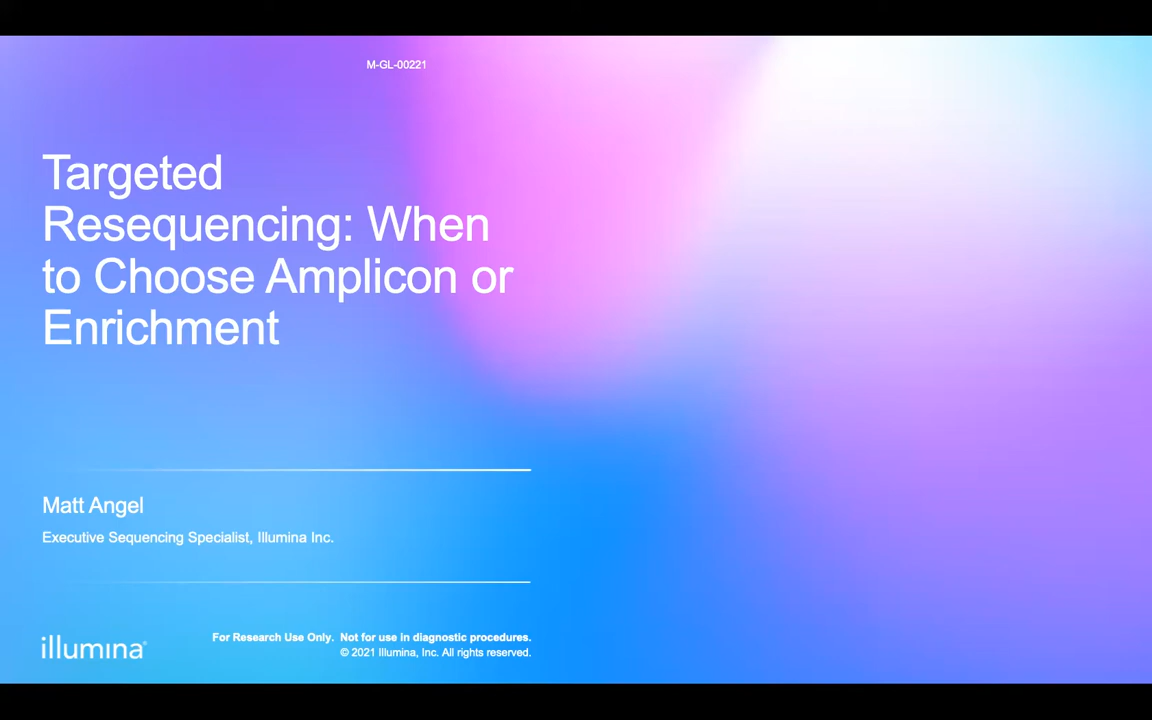 M-GL-00221
Targeted
Resequencing: When
to Choose Amplicon or
Enrichment
Matt Angel
Executive Sequencing Specialist, Illumina Inc.
illumina®
For Research Use Only. Not for use in diagnostic procedures.
© 2021 Illumina, Inc. All rights reserved.